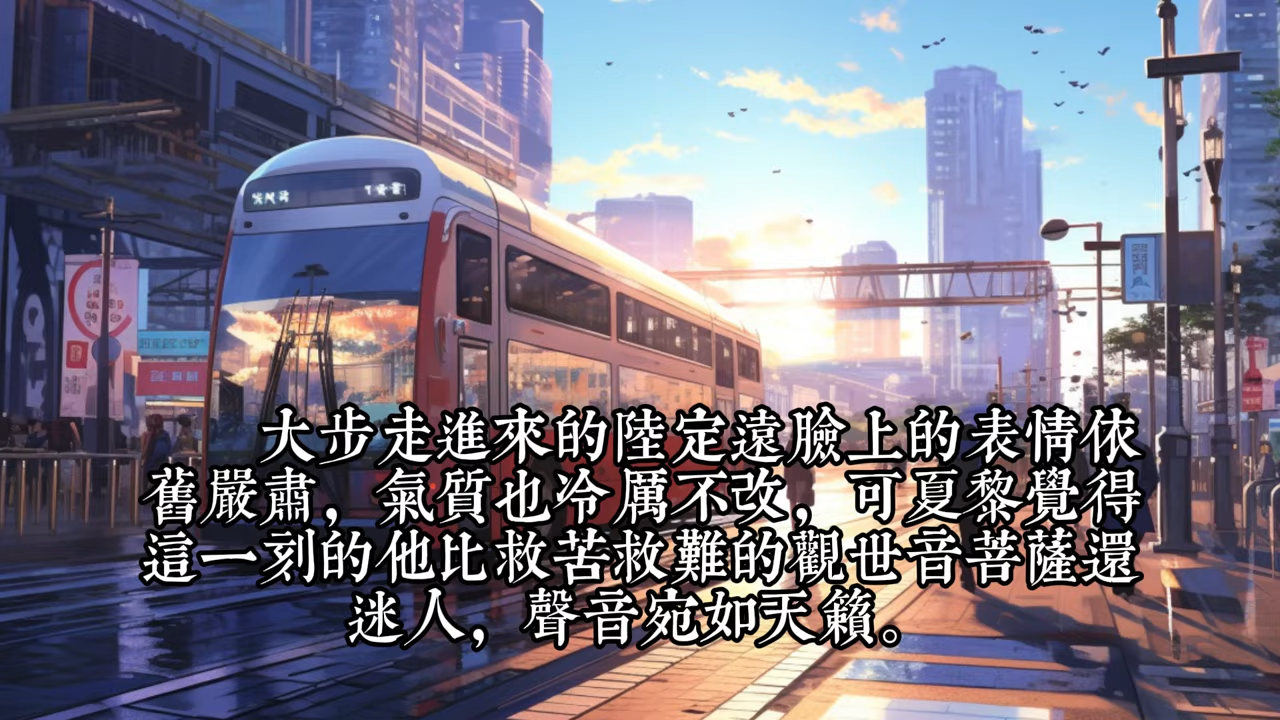 大步走進來的陸定遠臉上的表情依
舊嚴肅，氣質也冷厲不改，可夏黎覺得
這一刻的他比救苦救難的觀世音菩薩還
迷人，聲音宛如天籟。